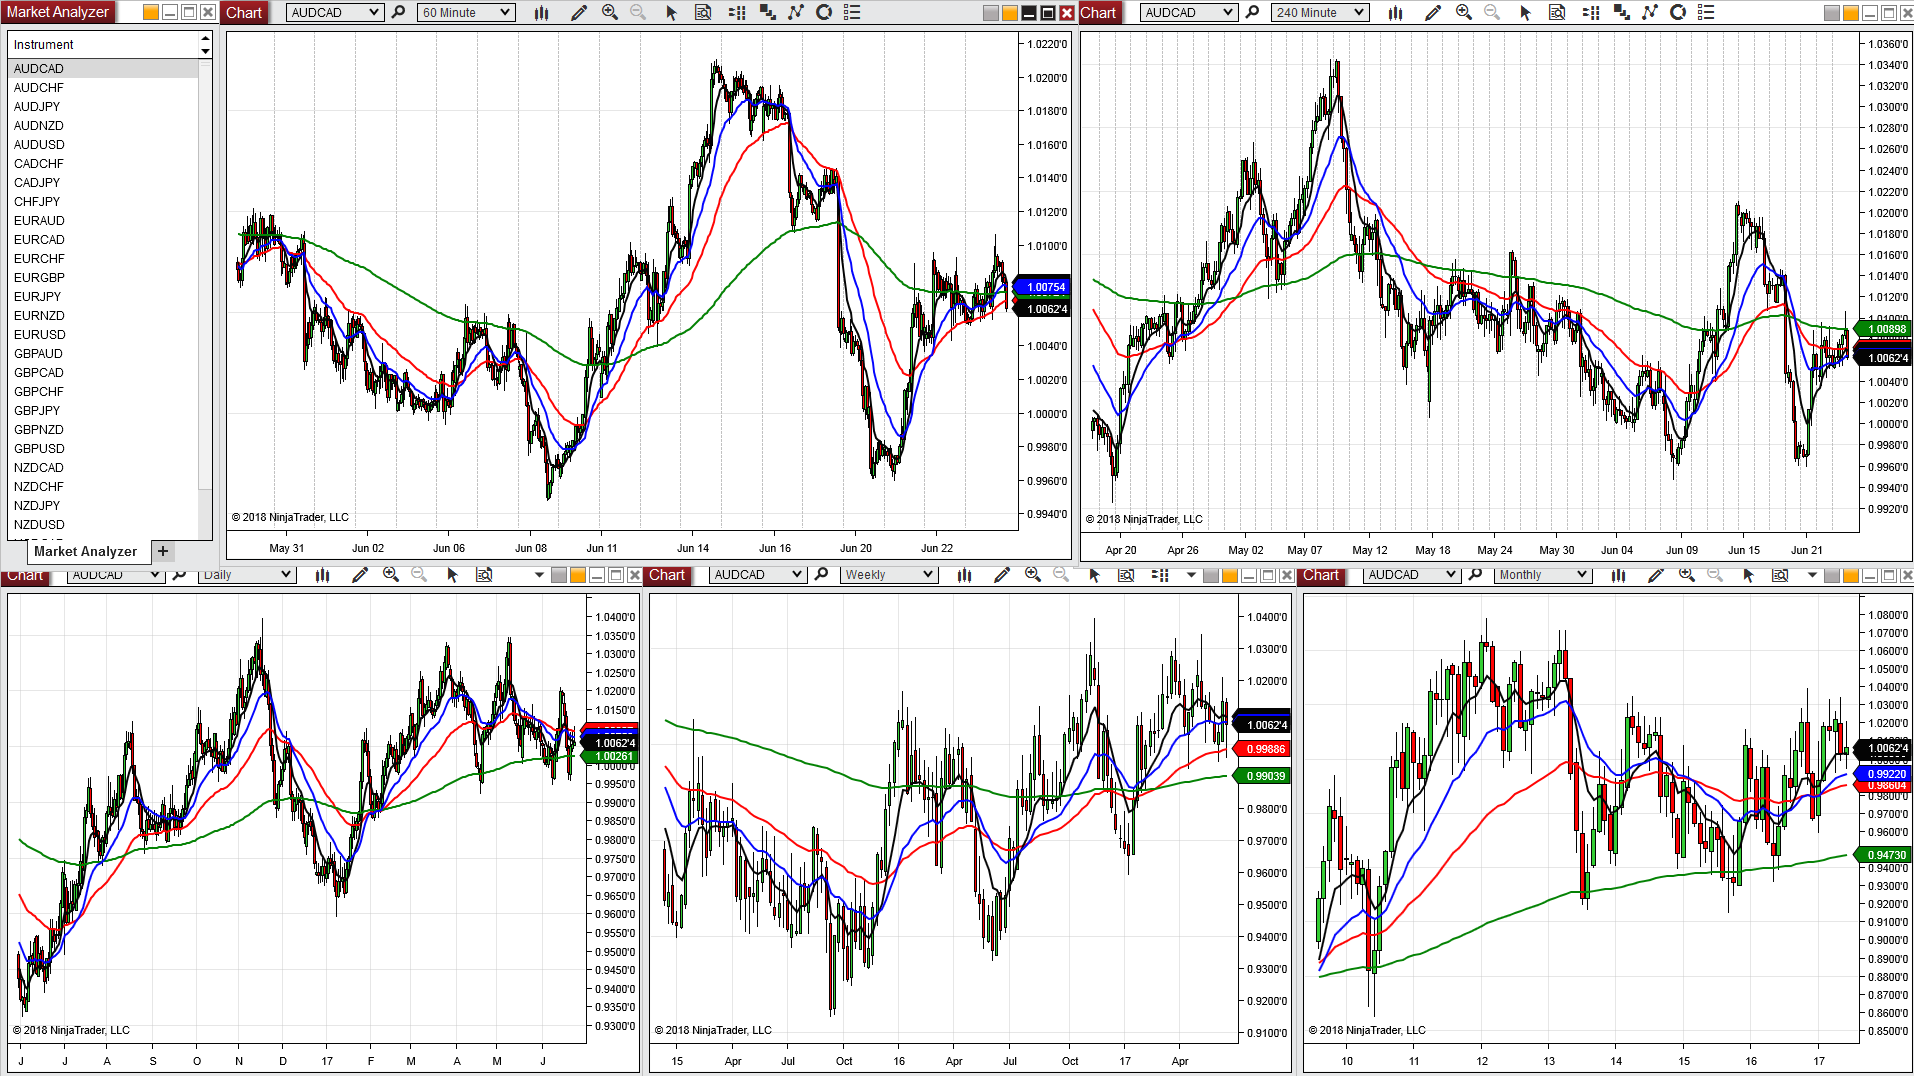 Market Analyzer
Instrument
AUDCAD
AUDCHF
AUDJPY
AUDNZD
AUDUSD
CADCHF
CADJPY
CHFJPY
EURAUD
EURCAD
EURCHF
EURGBP
EURJPY
EURNZD
EURUSD
GBPAUD
GBPCAD
GBPCHF
GBPJPY
GBPNZD
GBPUSD
NZDCAD
NZDCHF
NZDJPY
NZDUSD
Market Analyzer +
Chart AUDCAD 60 Minute
1.0220'0
1.0200'0
1.0180'0
1.0160'0
1.0140'0
1.0120'0
1.0100'0
1.00754
1.0062'4
1.0040'0
1.0020'0
1.0000'0
0.9980'0
0.9960'0
0.9940'0
© 2018 NinjaTrader, LLC
May 31 Jun 02 Jun 06 Jun 08 Jun 11 Jun 14 Jun 16 Jun 20 Jun 22
Chart AUDCAD 240 Minute
1.0360'0
1.0340'0
1.0320'0
1.0300'0
1.0280'0
1.0260'0
1.0240'0
1.0220'0
1.0200'0
1.0180'0
1.0160'0
1.0140'0
1.0120'0
1.0100'0
1.00898
1.0062'4
1.0040'0
1.0020'0
1.0000'0
0.9980'0
0.9960'0
0.9940'0
0.9920'0
© 2018 NinjaTrader, LLC
Apr 20 Apr 26 May 02 May 07 May 12 May 18 May 24 May 30 Jun 04 Jun 09 Jun 15 Jun 21
Chart AUDCAD Daily
1.0400'0
1.0350'0
1.0300'0
1.0250'0
1.0200'0
1.0150'0
1.0100'0
1.0062'4
1.00261
1.0000'0
0.9950'0
0.9900'0
0.9850'0
0.9800'0
0.9750'0
0.9700'0
0.9650'0
0.9600'0
0.9550'0
0.9500'0
0.9450'0
0.9400'0
0.9350'0
0.9300'0
© 2018 NinjaTrader, LLC
J J A S O N D 17 F M A M J
Chart AUDCAD Weekly
1.0400'0
1.0300'0
1.0200'0
1.0062'4
0.99886
0.99039
0.9800'0
0.9700'0
0.9600'0
0.9500'0
0.9400'0
0.9300'0
0.9200'0
0.9100'0
© 2018 NinjaTrader, LLC
15 Apr Jul Oct 16 Apr Jul Oct 17 Apr
Chart AUDCAD Monthly
1.0800'0
1.0700'0
1.0600'0
1.0500'0
1.0400'0
1.0300'0
1.0200'0
1.0100'0
1.0062'4
0.99220
0.98604
0.9800'0
0.9700'0
0.9600'0
0.94730
0.9400'0
0.9300'0
0.9200'0
0.9100'0
0.9000'0
0.8900'0
0.8800'0
0.8700'0
0.8600'0
0.8500'0
© 2018 NinjaTrader, LLC
10 11 12 13 14 15 16 17